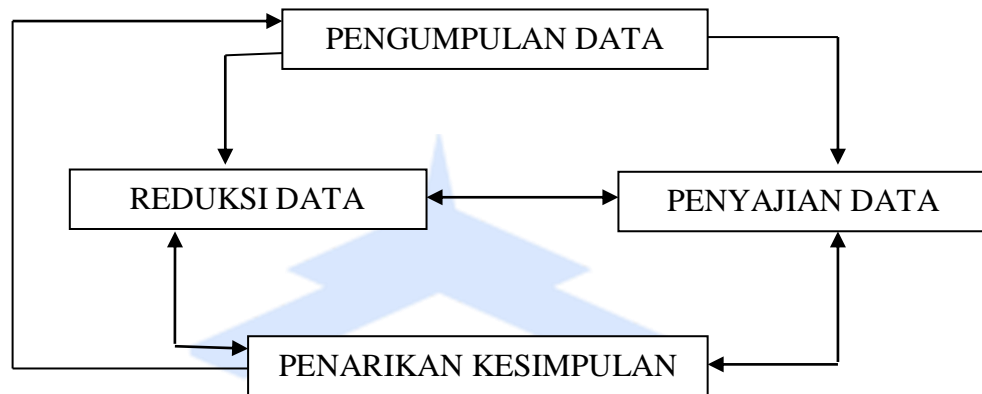 PENGUMPULAN DATA
REDUKSI DATA
PENYAJIAN DATA
PENARIKAN KESIMPULAN